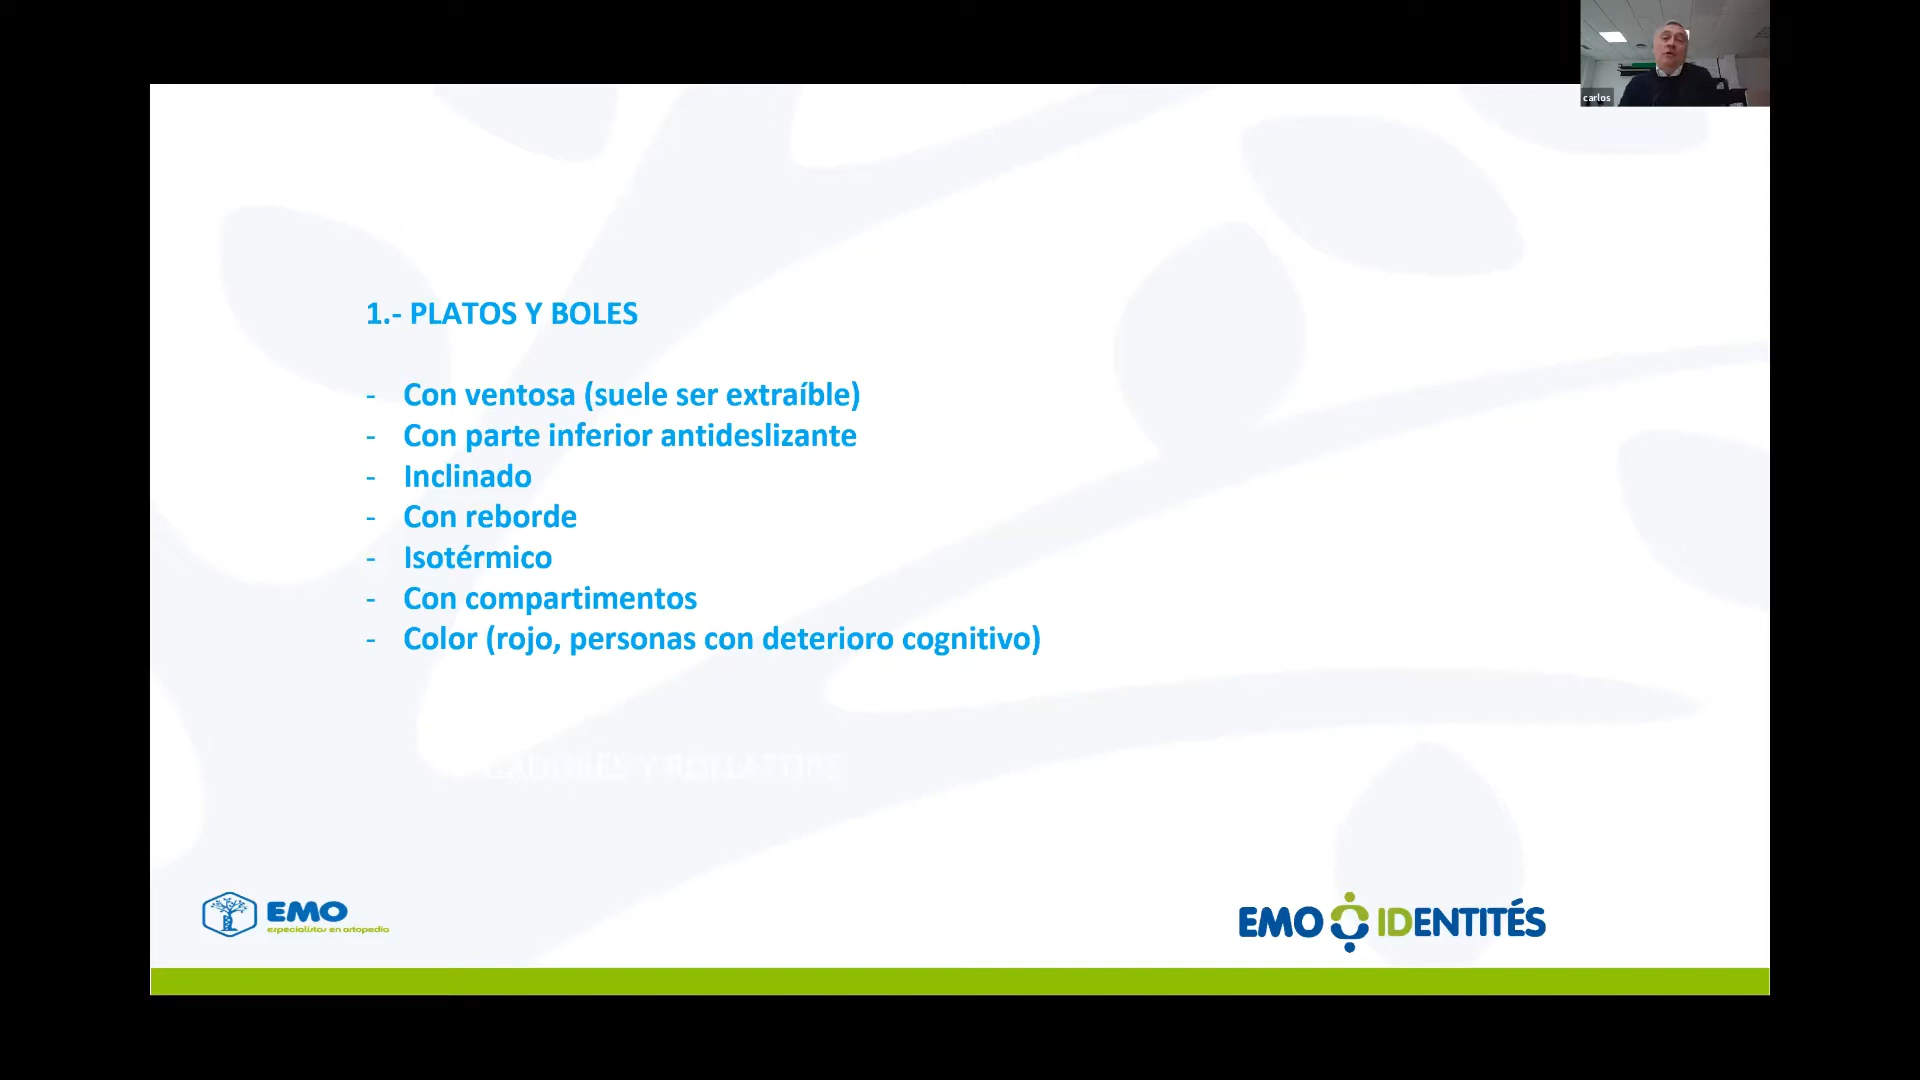 carlos
1.- PLATOS Y BOLES
- Con ventosa (suele ser extraíble)
- Con parte inferior antideslizante
- Inclinado
- Con reborde
- Isotérmico
- Con compartimentos
- Color (rojo, personas con deterioro cognitivo)
EMO
especialistas en ortopedia
EMO IDENTITÉS